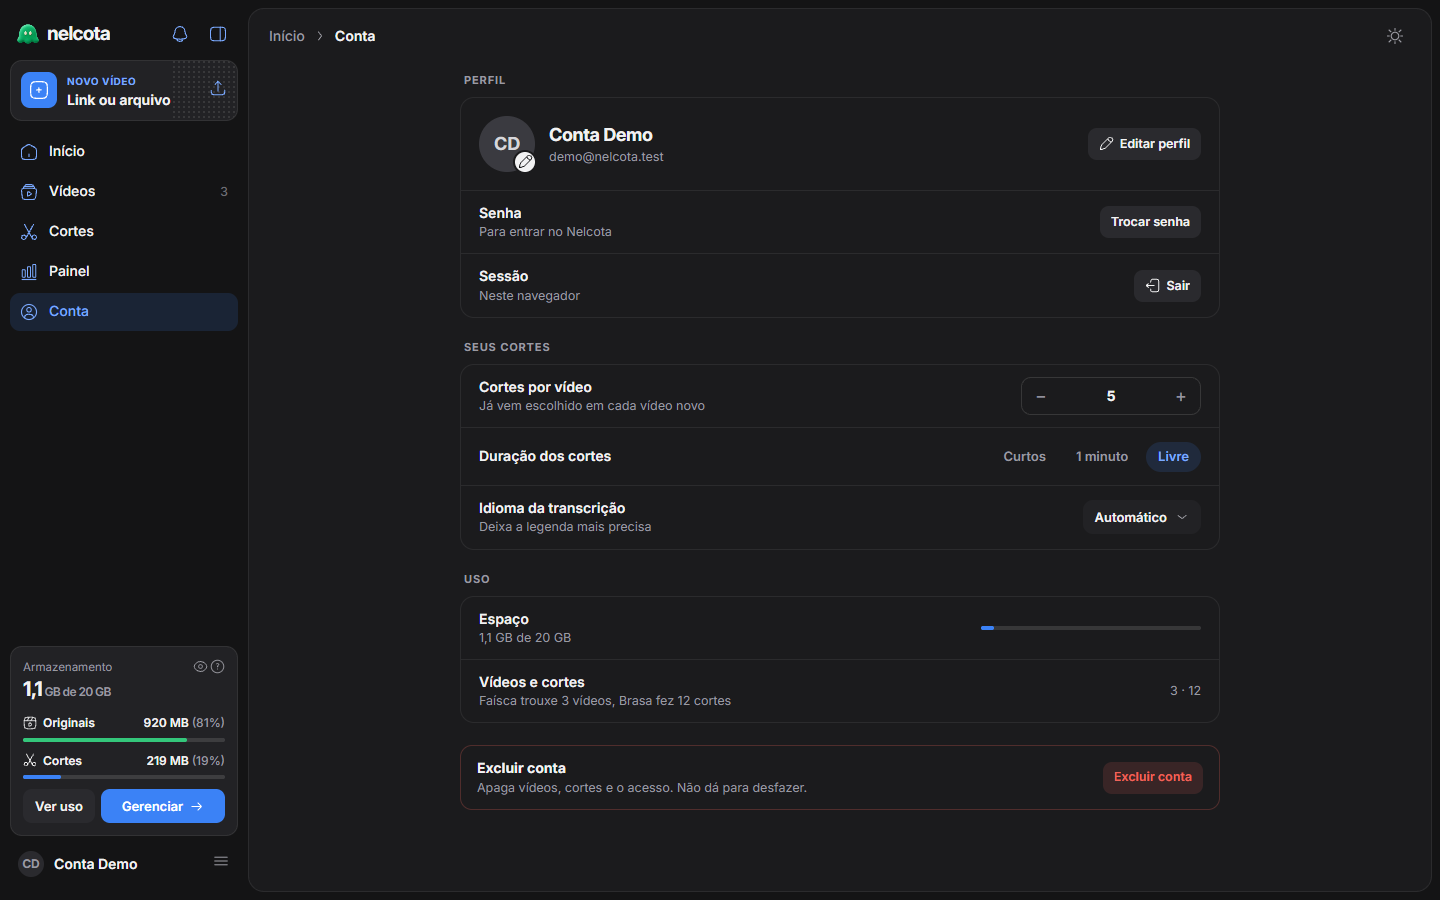 nelcota
NOVO VÍDEO
Link ou arquivo
Início
Vídeos 3
Cortes
Painel
Conta
Armazenamento
1,1 GB de 20 GB
Originais 920 MB (81%)
Cortes 219 MB (19%)
Ver uso Gerenciar
CD Conta Demo
Início Conta
PERFIL
CD
Conta Demo
demo@nelcota.test
Editar perfil
Senha
Para entrar no Nelcota
Trocar senha
Sessão
Neste navegador
Sair
SEUS CORTES
Cortes por vídeo
Já vem escolhido em cada vídeo novo
− 5 +
Duração dos cortes
Curtos 1 minuto Livre
Idioma da transcrição
Deixa a legenda mais precisa
Automático
USO
Espaço
1,1 GB de 20 GB
Vídeos e cortes
Faísca trouxe 3 vídeos, Brasa fez 12 cortes
3 · 12
Excluir conta
Apaga vídeos, cortes e o acesso. Não dá para desfazer.
Excluir conta